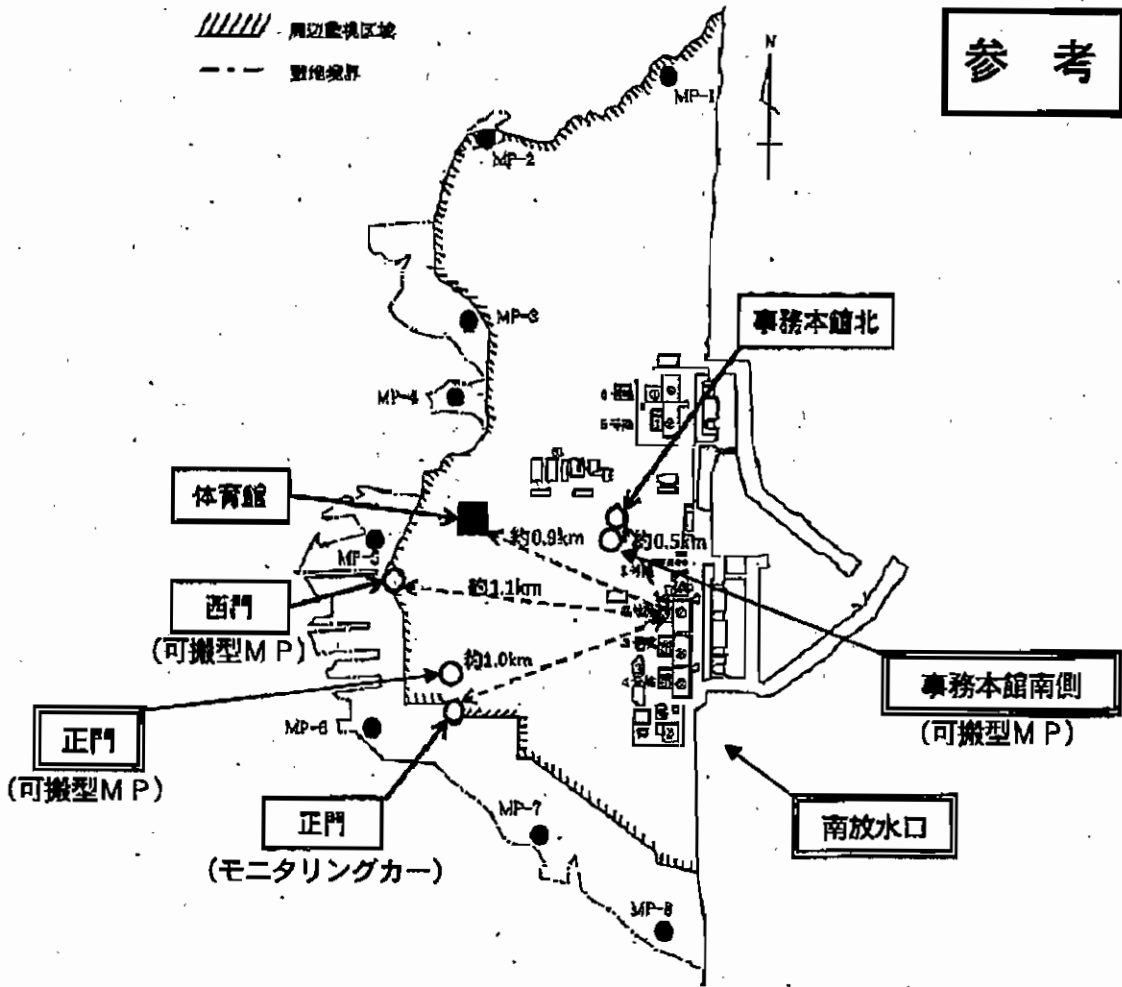 周辺監視区域
敷地境界
参 考
N
MP-1
MP-2
MP-3
事務本館北
MP-4
体育館
約0.9km
約0.5km
約1.1km
西門
(可搬型MP)
約1.0km
事務本館南側
(可搬型MP)
正門
(可搬型MP)
MP-6
正門
(モニタリングカー)
MP-7
南放水口
MP-8